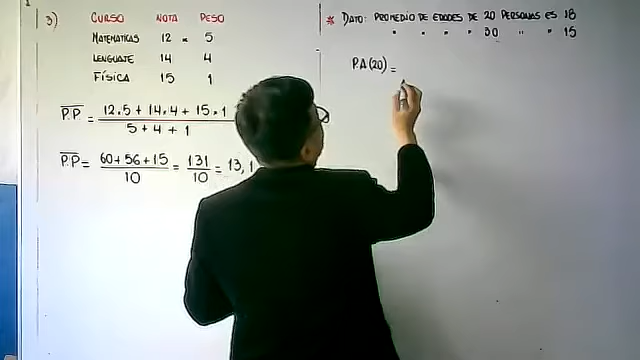 3) CURSO NOTA PESO
MATEMATICAS 12 . 5
LENGUAJE 14 4
FÍSICA 15 1
P.P = 12.5 + 14.4 + 15.1
5 + 4 + 1
P.P = 60+56+15 = 131 = 13,1
10 10
* DATO: PROMEDIO DE EDADES DE 20 PERSONAS ES 18
" " " " 30 " " 15
P.A (20) =